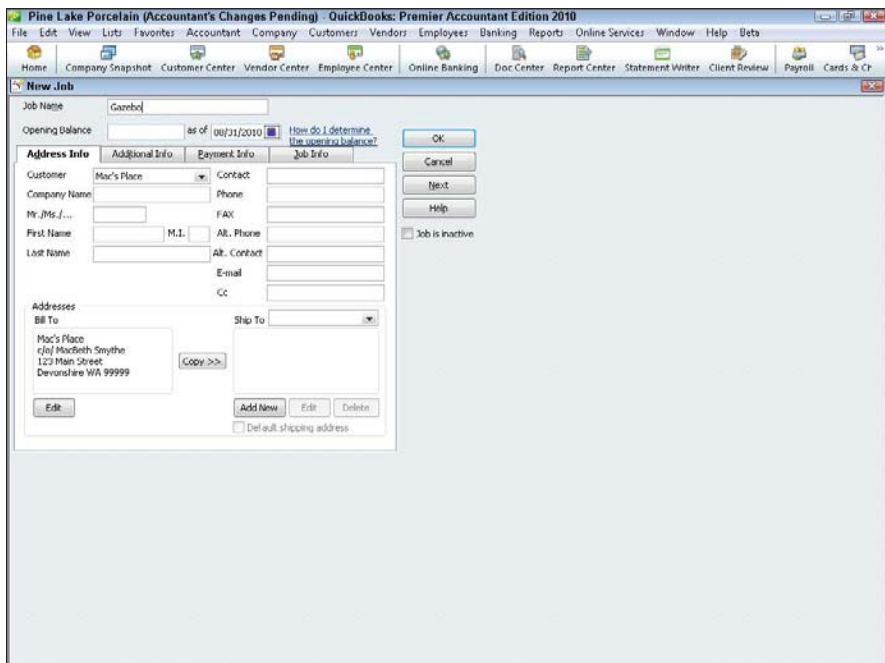 Pine Lake Porcelain (Accountant's Changes Pending) - QuickBooks: Premier Accountant Edition 2010
File Edit View Lists Favorites Accountant Company Customers Vendors Employees Banking Reports Online Services Window Help Beta
Home Company Snapshot Customer Center Vendor Center Employee Center Online Banking Doc Center Report Center Statement Writer Client Review Payroll Cards & Cr
New Job
Job Name Gazebo
Opening Balance as of 08/31/2010 How do I determine
the opening balance?
OK
Address Info Additional Info Payment Info Job Info
Cancel
Customer Mac's Place Contact
Next
Company Name Phone
Help
Mr./Ms./... FAX
First Name M.I. Alt. Phone
Job is inactive
Last Name Alt. Contact
E-mail
Cc
Addresses
Bill To Ship To
Mac's Place
c/o/ MacBeth Smythe
123 Main Street
Devonshire WA 99999
Copy >>
Edit Add New Edit Delete
Default shipping address